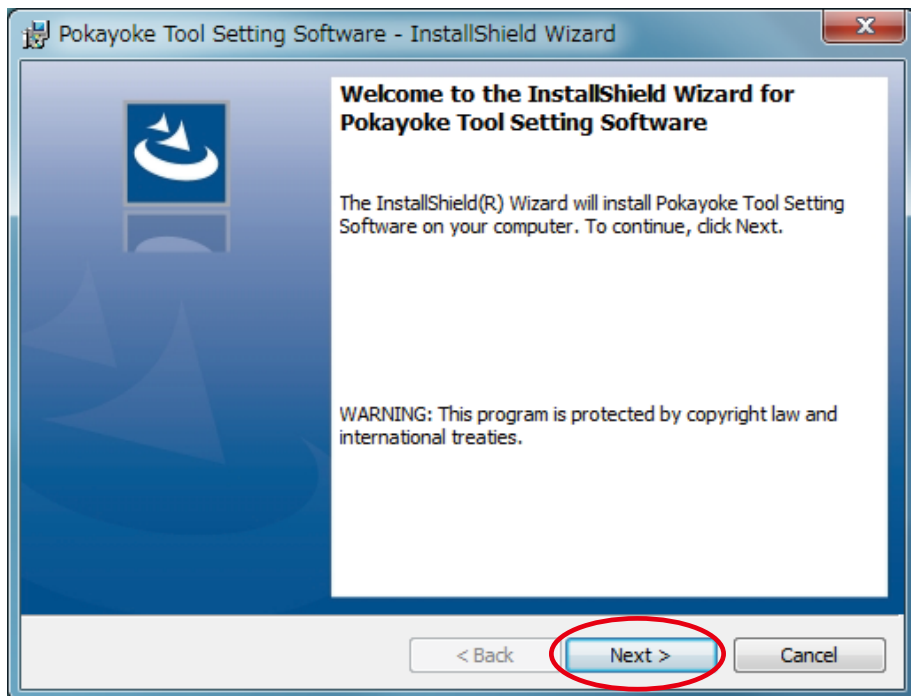 Pokayoke Tool Setting Software - InstallShield Wizard
Welcome to the InstallShield Wizard for
Pokayoke Tool Setting Software
The InstallShield(R) Wizard will install Pokayoke Tool Setting
Software on your computer. To continue, click Next.
WARNING: This program is protected by copyright law and
international treaties.
< Back Next > Cancel